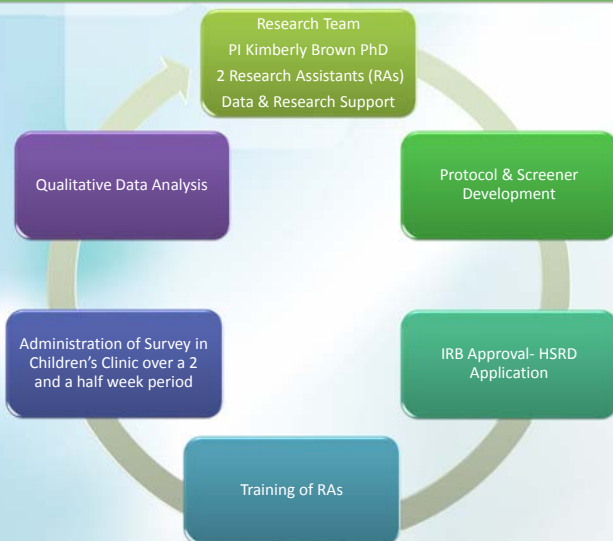 Research Team
PI Kimberly Brown PhD
2 Research Assistants (RAs)
Data & Research Support
Protocol & Screener
Development
IRB Approval- HSRD
Application
Training of RAs
Administration of Survey in
Children's Clinic over a 2
and a half week period
Qualitative Data Analysis